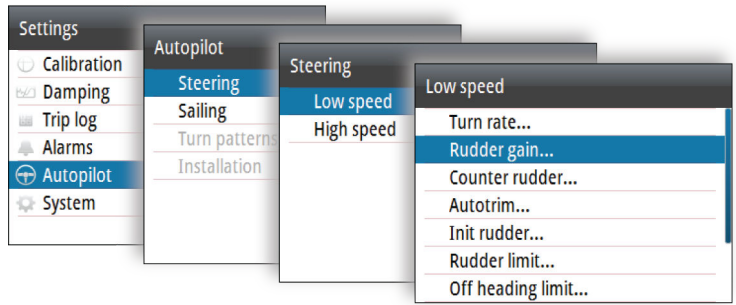 Settings
Calibration
Damping
Trip log
Alarms
Autopilot
System
Autopilot
Steering
Sailing
Turn patterns
Installation
Steering
Low speed
High speed
Low speed
Turn rate...
Rudder gain...
Counter rudder...
Autotrim...
Init rudder...
Rudder limit...
Off heading limit...